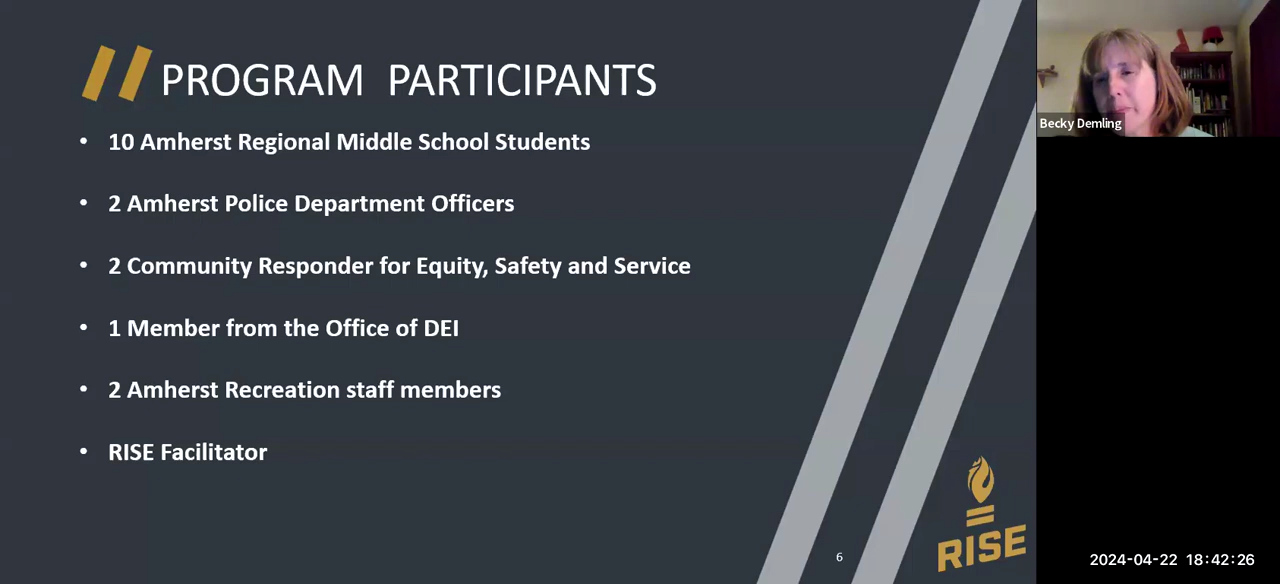 PROGRAM PARTICIPANTS
• 10 Amherst Regional Middle School Students
• 2 Amherst Police Department Officers
• 2 Community Responder for Equity, Safety and Service
• 1 Member from the Office of DEI
• 2 Amherst Recreation staff members
• RISE Facilitator
6
RISE
Becky Demling
2024-04-22 18:42:26